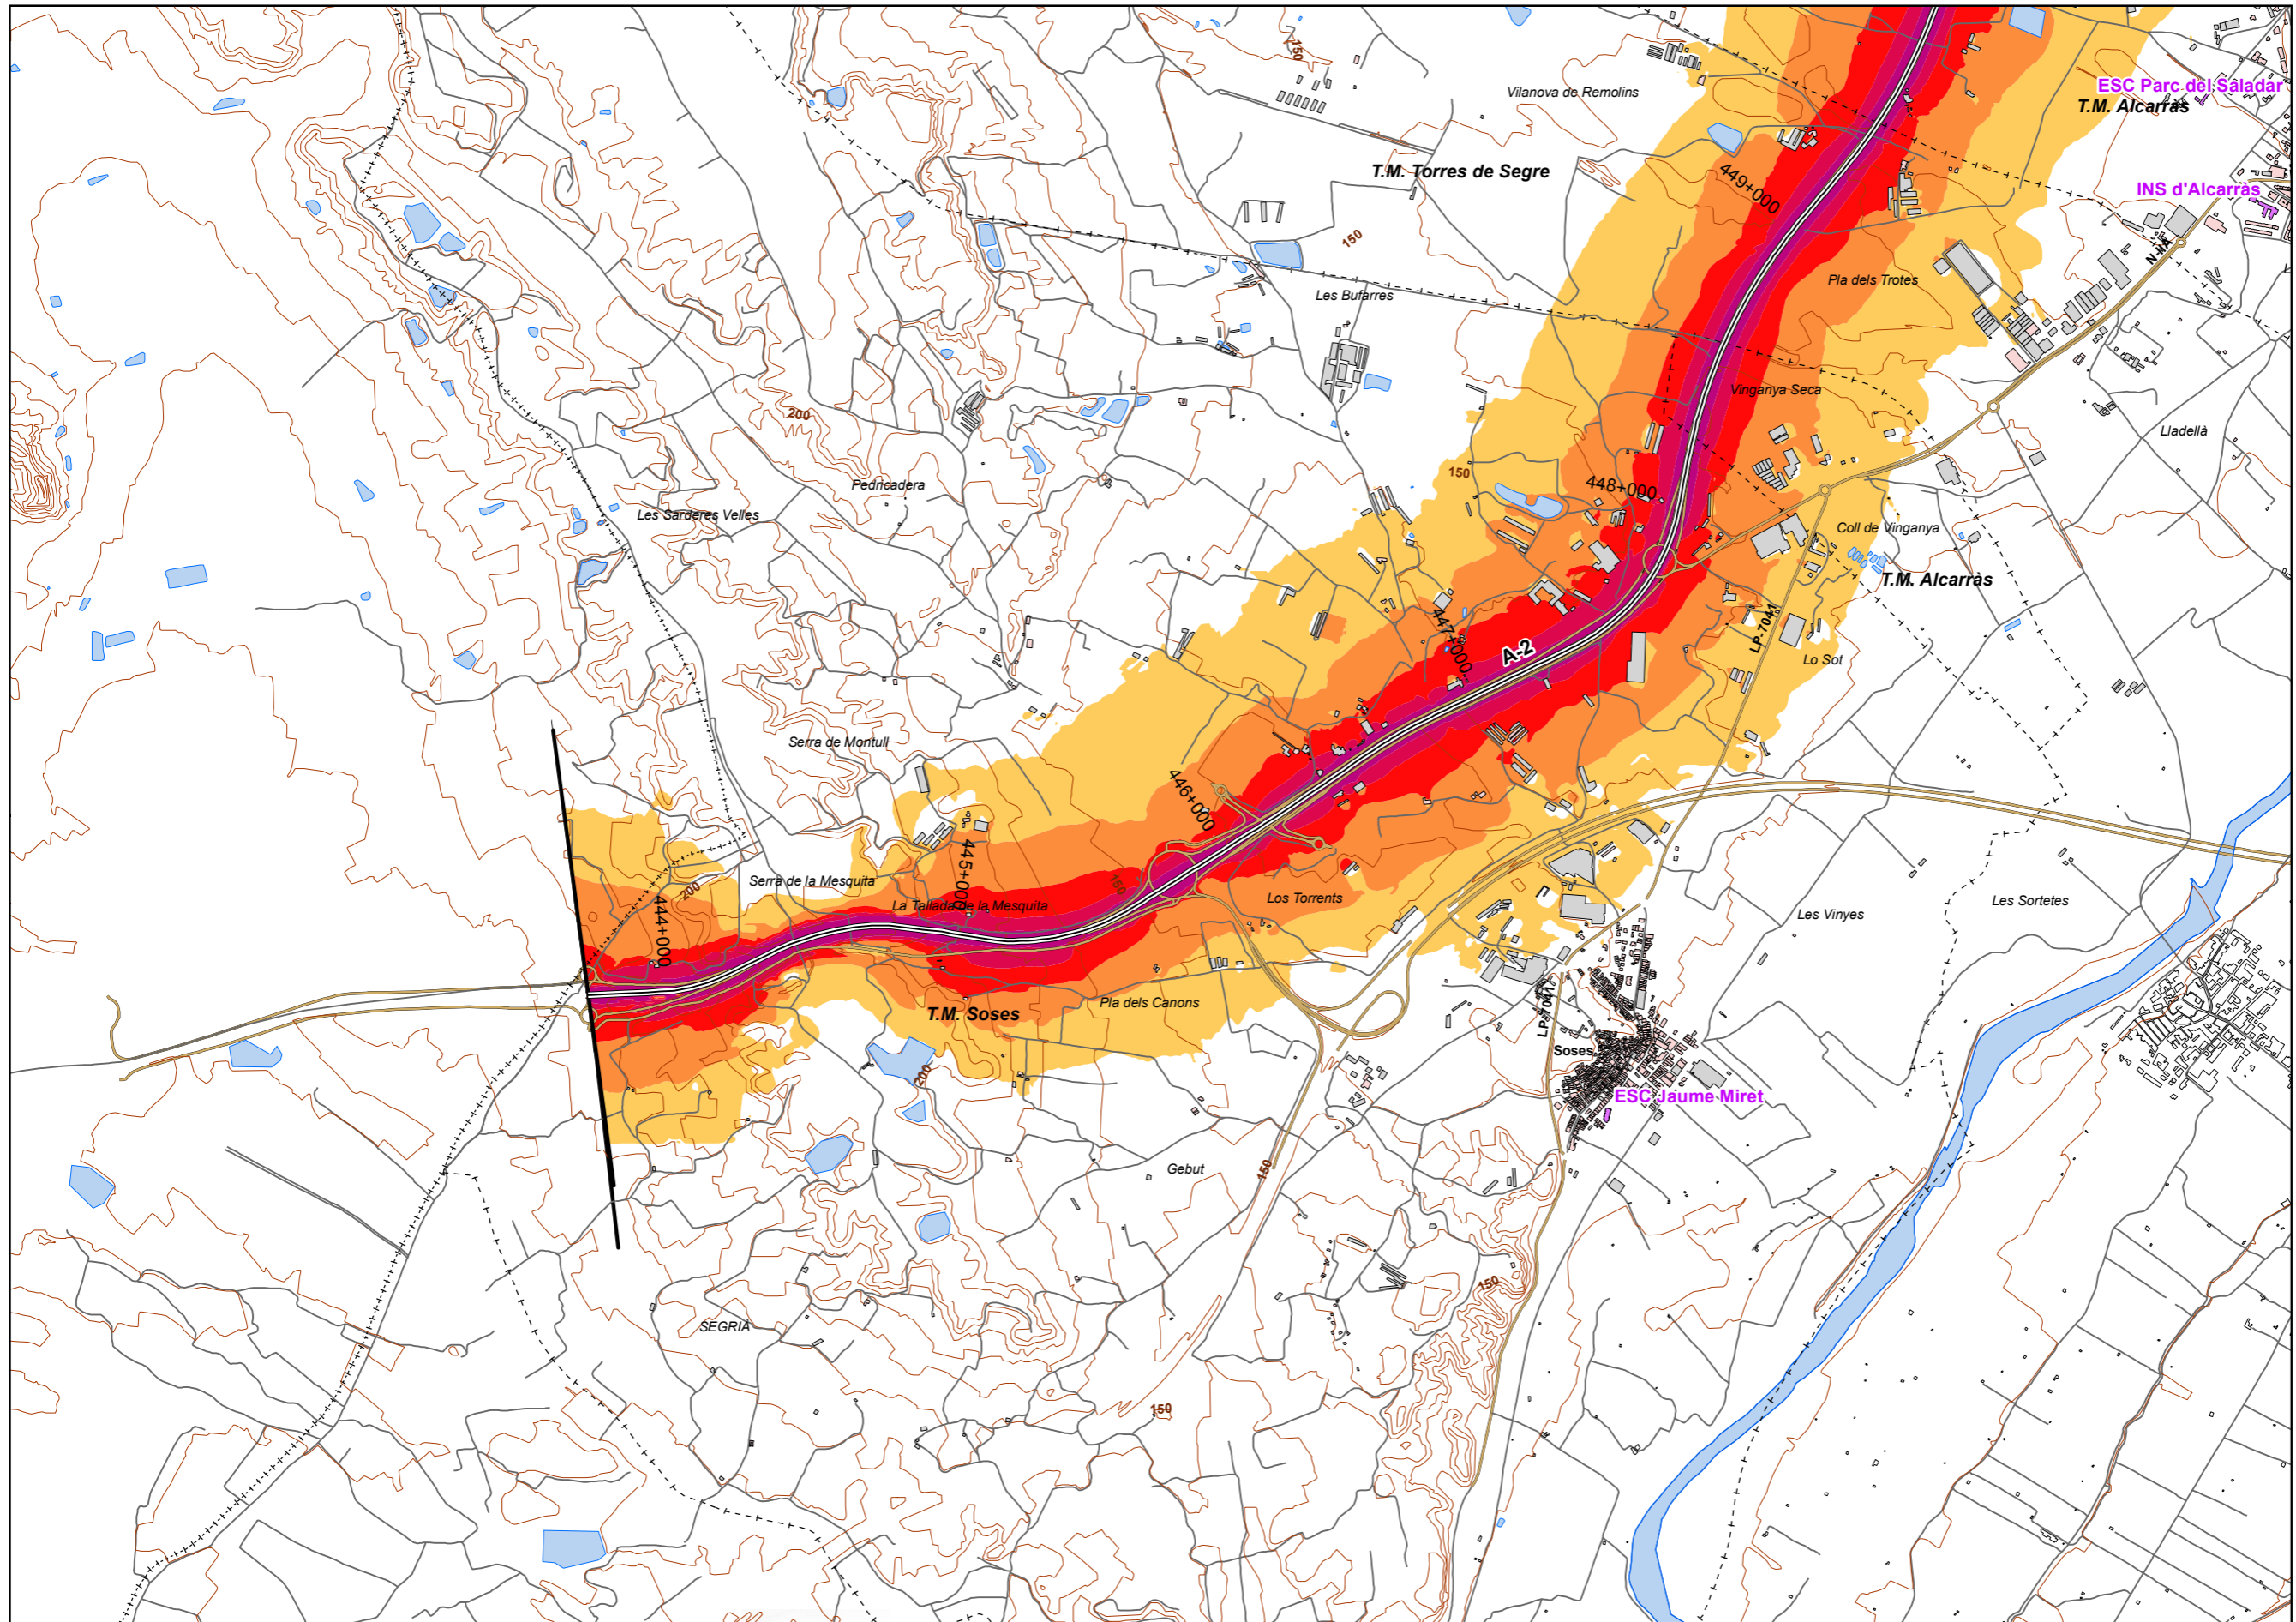 150
Vilanova de Remolins
ESC Parc del Saladar
T.M. Alcarràs
T.M. Torres de Segre
449+000
INS d'Alcarràs
150
N-IIA
Pla dels Trotes
Les Bufarres
Vinganya Seca
200
Lladellà
150
Pedricadera
448+000
Les Sarderes Velles
Coll de Vinganya
T.M. Alcarràs
447+000
LP-7041
A-2
Lo Sot
Serra de Montull
446+000
445+000
150
Serra de la Mesquita
200
La Tallada de la Mesquita
Los Torrents
444+000
Les Vinyes
Les Sortetes
Pla dels Canons
T.M. Soses
LP-7041
Soses
200
ESC Jaume Miret
Gebut
150
150
SEGRIÀ
150